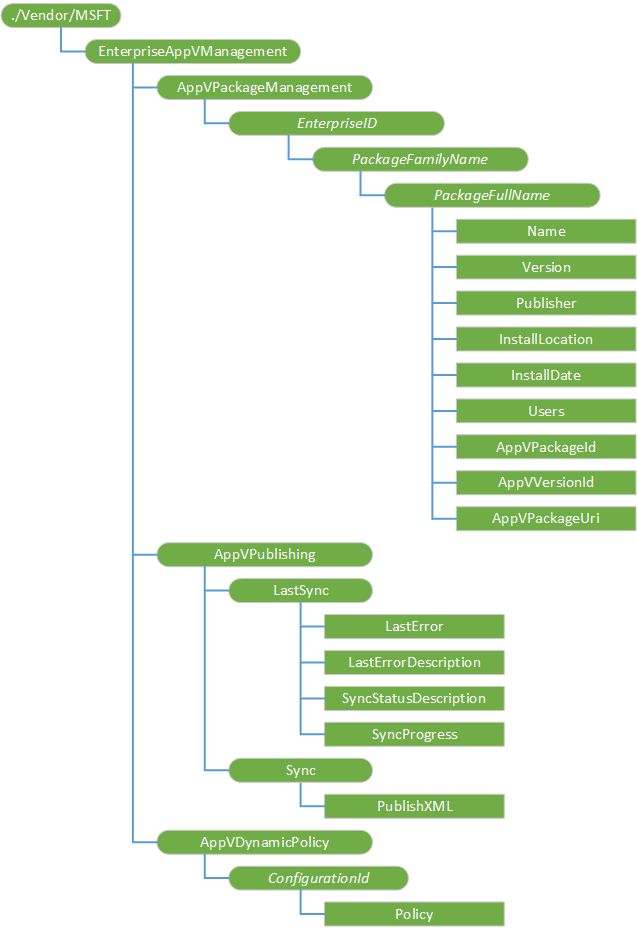 ./Vendor/MSFT
EnterpriseAppVManagement
AppVPackageManagement
EnterpriseID
PackageFamilyName
PackageFullName
Name
Version
Publisher
InstallLocation
InstallDate
Users
AppVPackageId
AppVVersionId
AppVPackageUri
AppVPublishing
LastSync
LastError
LastErrorDescription
SyncStatusDescription
SyncProgress
Sync
PublishXML
AppVDynamicPolicy
ConfigurationId
Policy